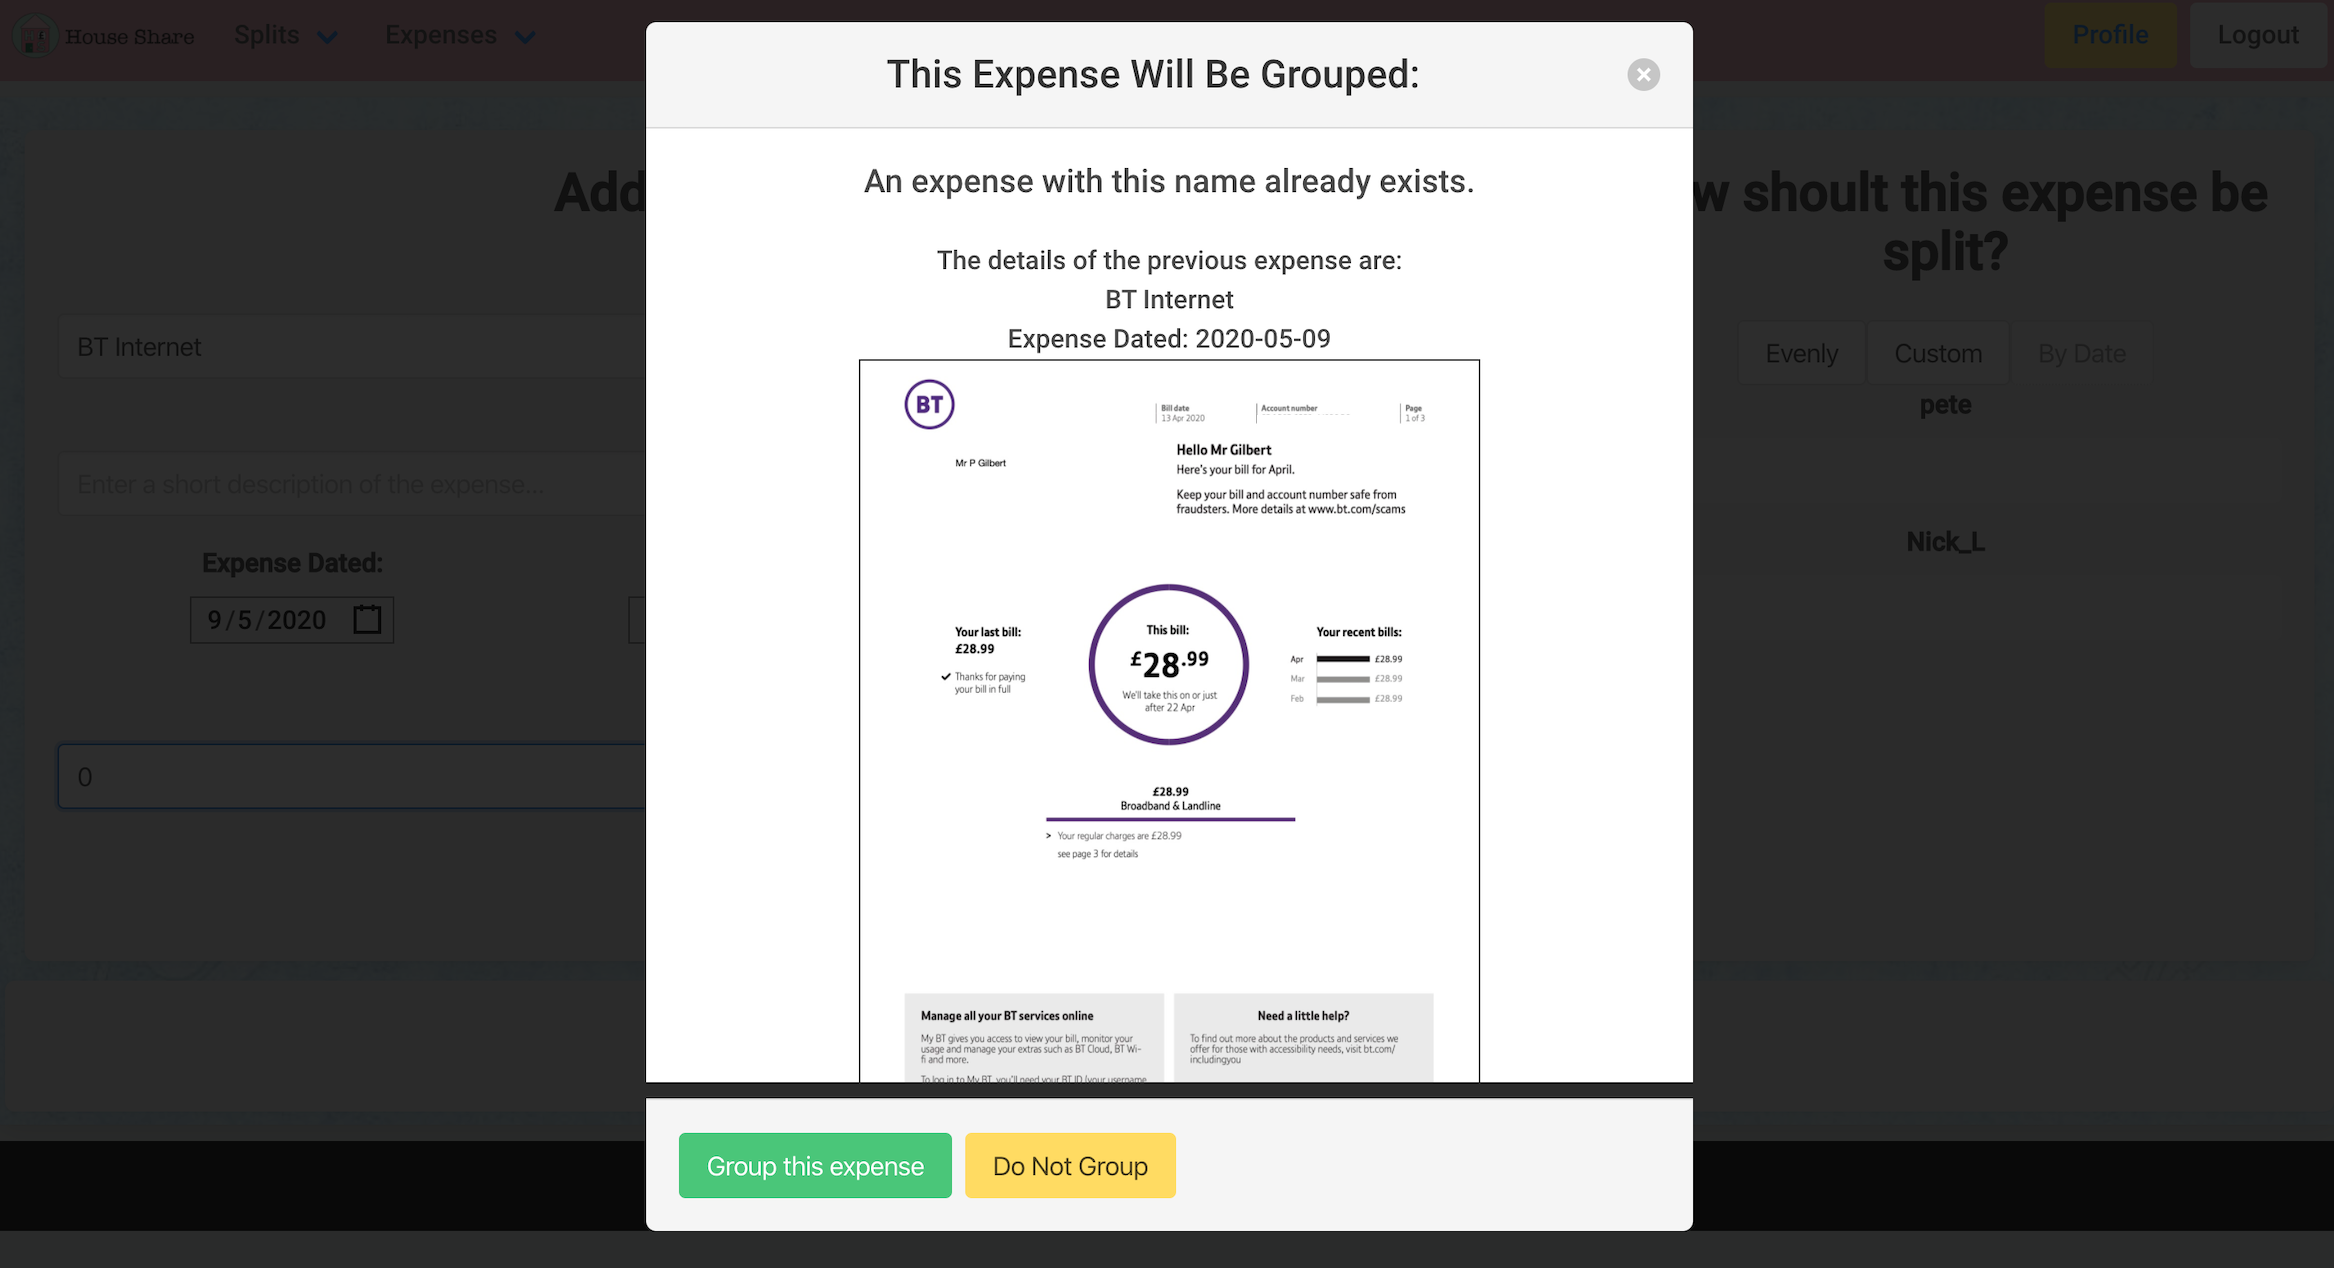 House Share
Splits
Expenses
Profile
Logout
This Expense Will Be Grouped:
An expense with this name already exists.
The details of the previous expense are:
BT Internet
Expense Dated: 2020-05-09
BT
Bill date
13 Apr 2020
Account number
Page
1 of 3
Mr P Gilbert
Hello Mr Gilbert
Here's your bill for April.
Keep your bill and account number safe from
fraudsters. More details at www.bt.com/scams
Your last bill:
£28.99
Thanks for paying
your bill in full
This bill:
£28.99
We'll take this on or just
after 22 Apr
Your recent bills:
Apr £28.99
Mar £28.99
Feb £28.99
£28.99
Broadband & Landline
> Your regular charges are £28.99
see page 3 for details
Manage all your BT services online
My BT gives you access to view your bill, monitor your
usage and manage your extras such as BT Cloud, BT Wi-
fi and more.
To log in to My BT, you'll need your BT ID (your username
Need a little help?
To find out more about the products and services we
offer for those with accessibility needs, visit bt.com/
includingyou
Group this expense
Do Not Group
Add
BT Internet
Enter a short description of the expense...
Expense Dated:
9/5/2020
0
w shoult this expense be
split?
Evenly
Custom
By Date
pete
Nick_L